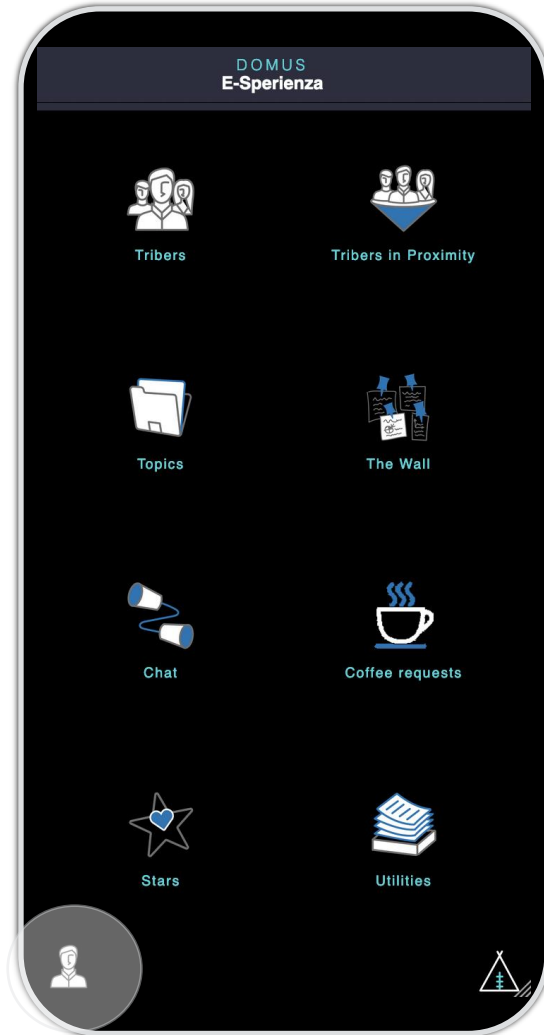 DOMUS
E-Sperienza
Tribers
Tribers in Proximity
Topics
The Wall
Chat
Coffee requests
Stars
Utilities